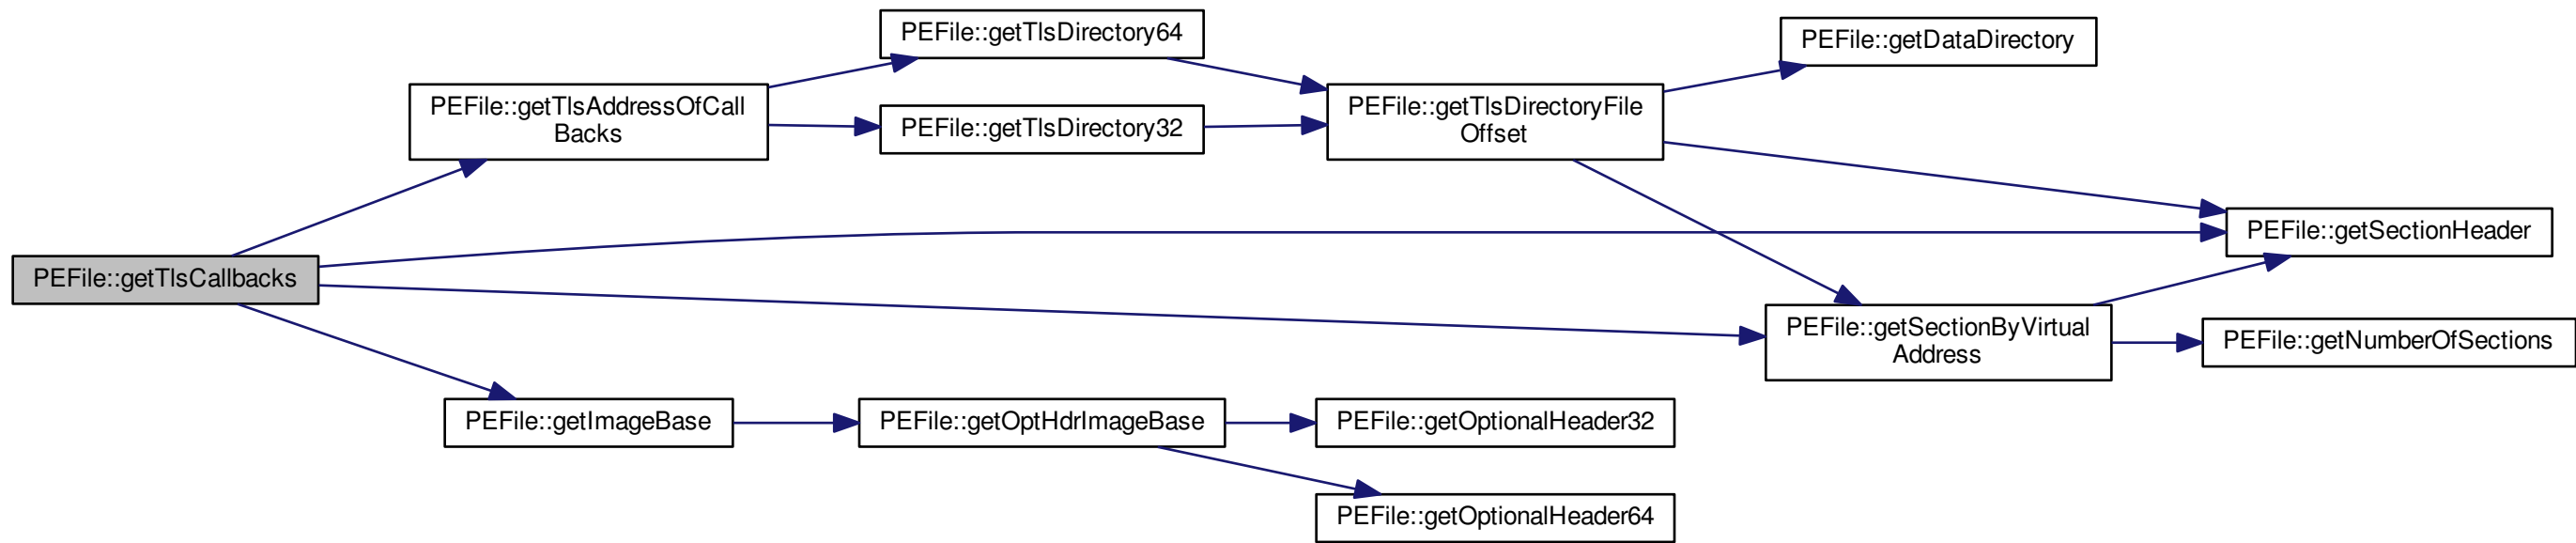 PEFile::getTlsCallbacks
PEFile::getTlsAddressOfCall
Backs
PEFile::getTlsDirectory64
PEFile::getTlsDirectory32
PEFile::getTlsDirectoryFile
Offset
PEFile::getDataDirectory
PEFile::getSectionHeader
PEFile::getSectionByVirtual
Address
PEFile::getNumberOfSections
PEFile::getImageBase
PEFile::getOptHdrImageBase
PEFile::getOptionalHeader32
PEFile::getOptionalHeader64